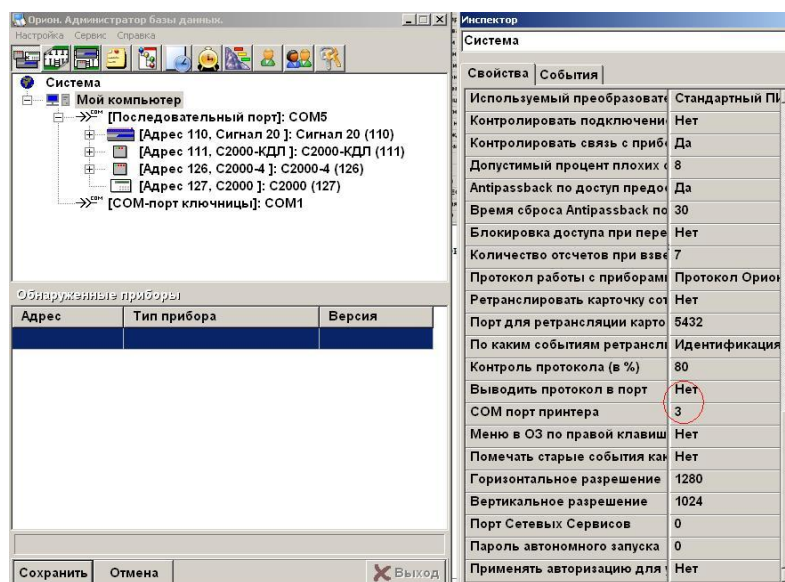 Орион. Администратор базы данных.
Настройка Сервис Справка
Система
Мой компьютер
[Последовательный порт]: COM5
[Адрес 110, Сигнал 20 ]: Сигнал 20 (110)
[Адрес 111, С2000-КДЛ ]: С2000-КДЛ (111)
[Адрес 126, С2000-4 ]: С2000-4 (126)
[Адрес 127, С2000 ]: С2000 (127)
[COM-порт ключницы]: COM1
Обнаруженные приборы
Адрес Тип прибора Версия
Сохранить Отмена Выход
Инспектор
Система
Свойства События
Используемый преобразовате Стандартный ПИ
Контролировать подключени Нет
Контролировать связь с приб Да
Допустимый процент плохих с 8
Antipassback по доступ предо Да
Время сброса Antipassback по 30
Блокировка доступа при пере Нет
Количество отсчетов при взве 7
Протокол работы с приборам Протокол Орион
Ретранслировать карточку сот Нет
Порт для ретрансляции карто 5432
По каким событиям ретрансл Идентификация
Контроль протокола (в %) 80
Выводить протокол в порт Нет
COM порт принтера 3
Меню в ОЗ по правой клавиш Нет
Помечать старые события как Нет
Горизонтальное разрешение 1280
Вертикальное разрешение 1024
Порт Сетевых Сервисов 0
Пароль автономного запуска 0
Применять авторизацию для Нет